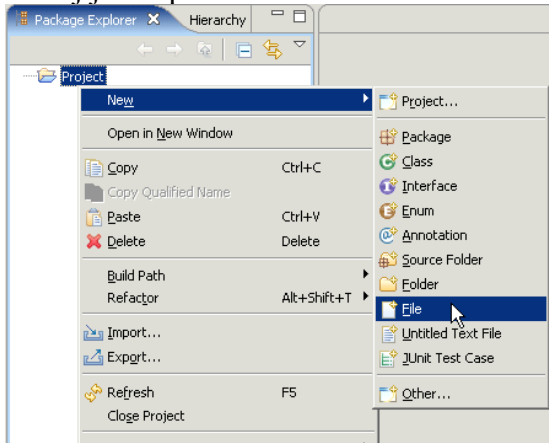 Package Explorer Hierarchy
Project
New
Open in New Window
Copy Ctrl+C
Copy Qualified Name
Paste Ctrl+V
Delete Delete
Build Path
Refactor Alt+Shift+T
Import...
Export...
Refresh F5
Close Project
Project...
Package
Class
Interface
Enum
Annotation
Source Folder
Folder
File
Untitled Text File
JUnit Test Case
Other...